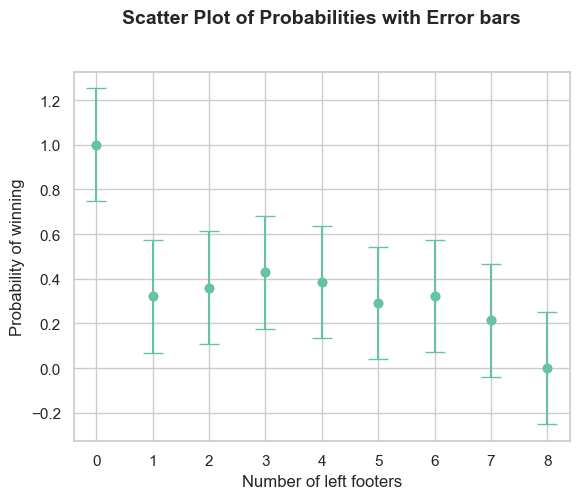 Scatter Plot of Probabilities with Error bars
1.2
1.0
0.8
0.6
0.4
0.2
0.0
−0.2
Probability of winning
0 1 2 3 4 5 6 7 8
Number of left footers